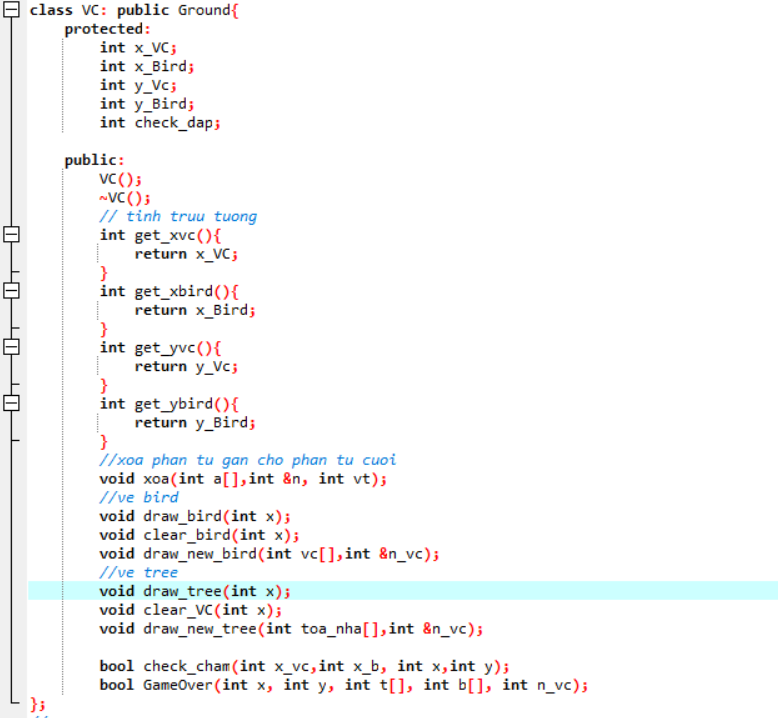 class VC: public Ground{
protected:
int x_VC;
int x_Bird;
int y_Vc;
int y_Bird;
int check_dap;
public:
VC();
~VC();
// tinh truu tuong
int get_xvc(){
return x_VC;
}
int get_xbird(){
return x_Bird;
}
int get_yvc(){
return y_Vc;
}
int get_ybird(){
return y_Bird;
}
//xoa phan tu gan cho phan tu cuoi
void xoa(int a[],int &n, int vt);
//ve bird
void draw_bird(int x);
void clear_bird(int x);
void draw_new_bird(int vc[],int &n_vc);
//ve tree
void draw_tree(int x);
void clear_VC(int x);
void draw_new_tree(int toa_nha[],int &n_vc);
bool check_cham(int x_vc,int x_b, int x,int y);
bool GameOver(int x, int y, int t[], int b[], int n_vc);
};